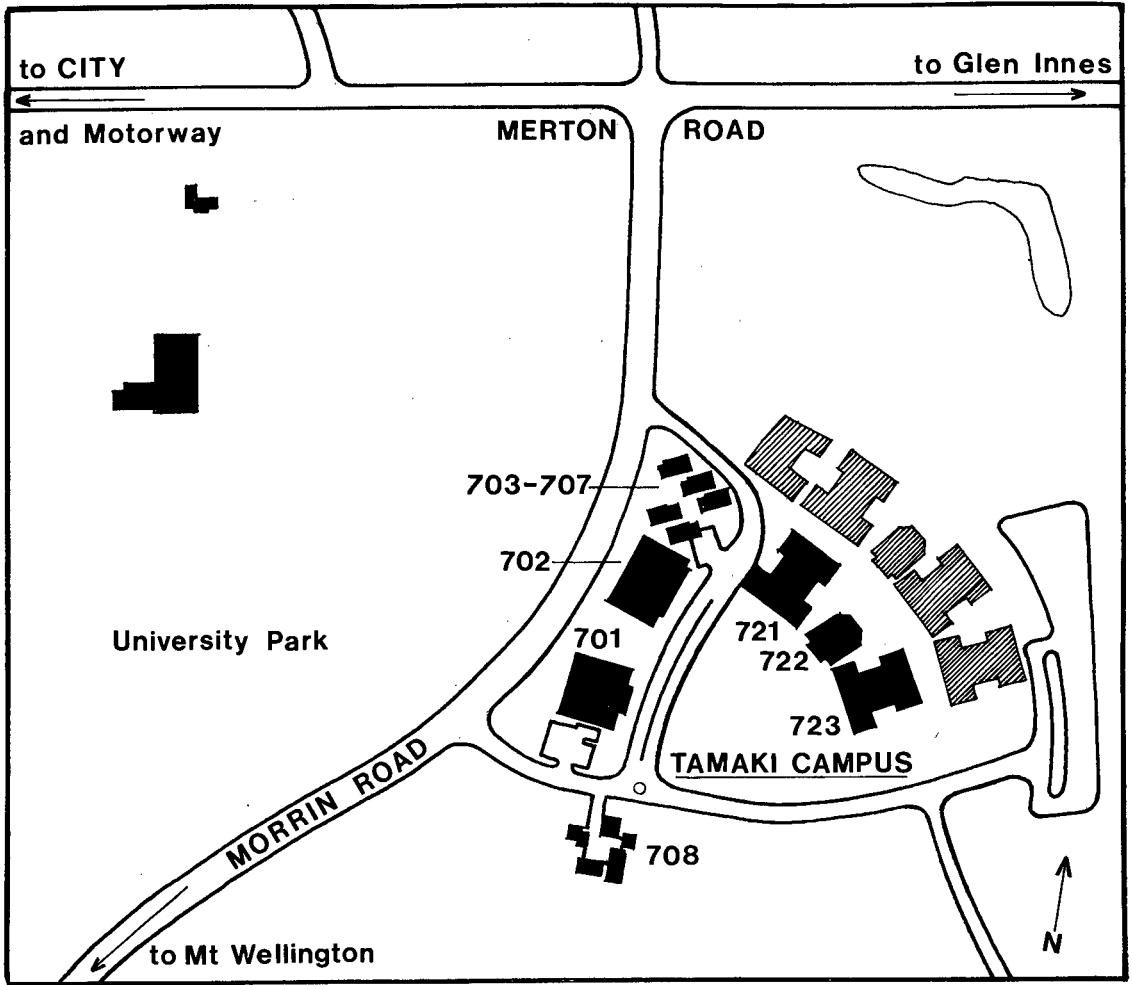 to CITY
to Glen Innes
and Motorway
MERTON ROAD
703-707
702
701
721
University Park
722
723
TAMAKI CAMPUS
MORRIN ROAD
708
to Mt Wellington
N